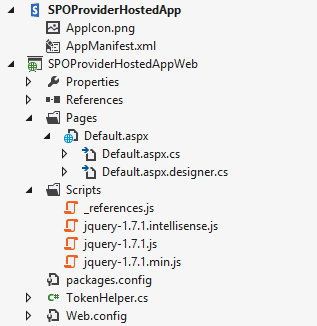 SPOProviderHostedApp
AppIcon.png
AppManifest.xml
SPOProviderHostedAppWeb
Properties
References
Pages
Default.aspx
Default.aspx.cs
Default.aspx.designer.cs
Scripts
_references.js
jquery-1.7.1.intellisense.js
jquery-1.7.1.js
jquery-1.7.1.min.js
packages.config
C# TokenHelper.cs
Web.config